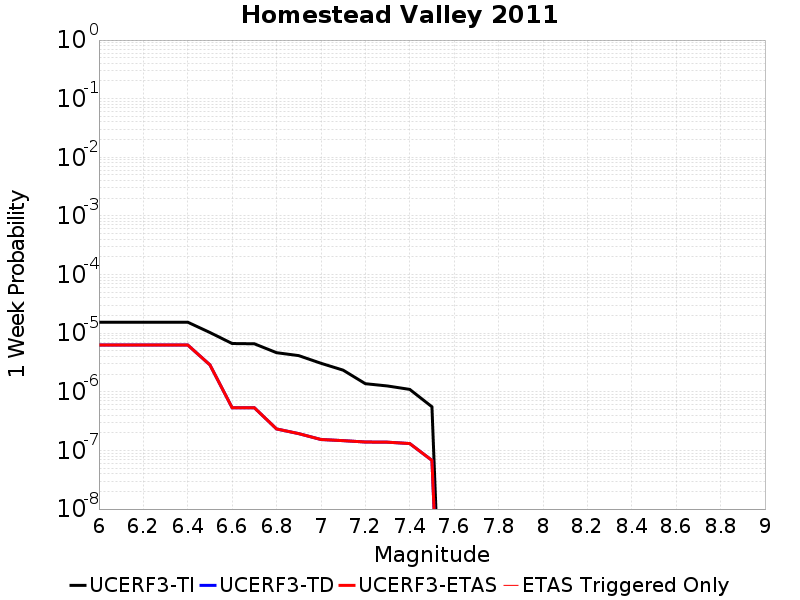 Homestead Valley 2011
1 Week Probability
10^0
10^-1
10^-2
10^-3
10^-4
10^-5
10^-6
10^-7
10^-8
6 6.2 6.4 6.6 6.8 7 7.2 7.4 7.6 7.8 8 8.2 8.4 8.6 8.8 9
Magnitude
UCERF3-TI UCERF3-TD UCERF3-ETAS ETAS Triggered Only